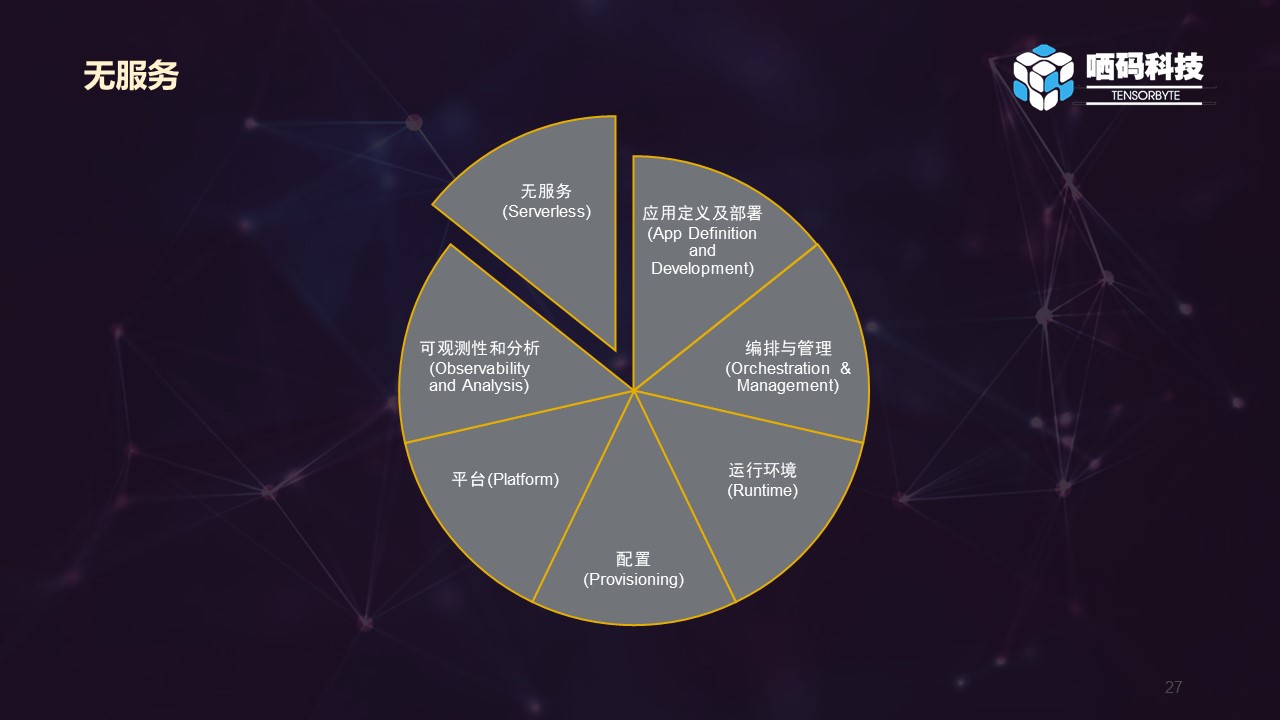 无服务
哂码科技
TENSORBYTE
无服务
(Serverless)
应用定义及部署
(App Definition
and
Development)
可观测性和分析
(Observability
and Analysis)
编排与管理
(Orchestration &
Management)
平台(Platform)
运行环境
(Runtime)
配置
(Provisioning)
27